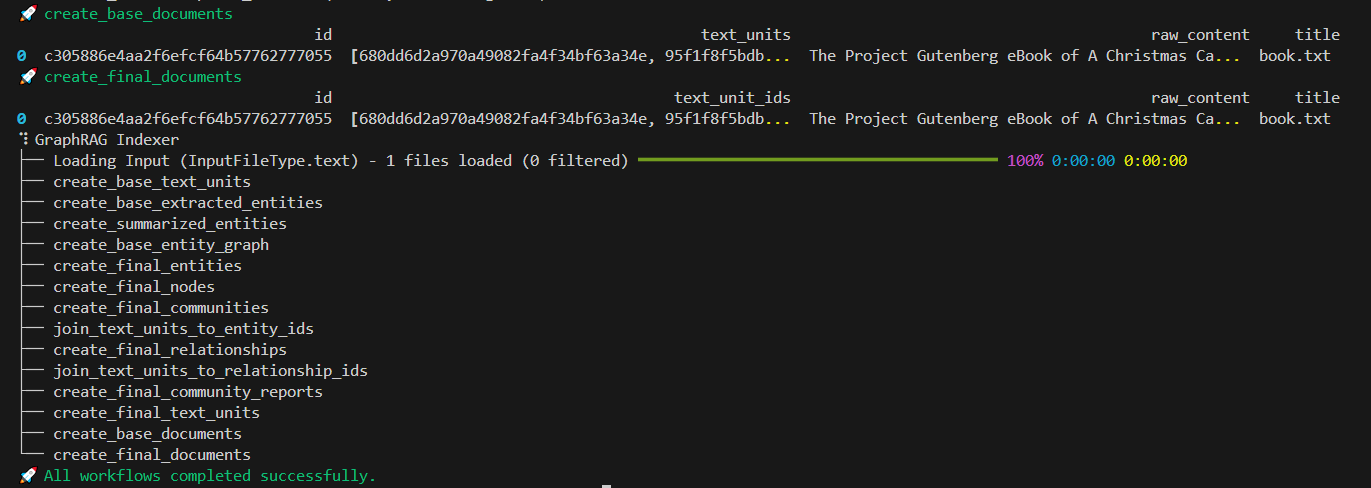 🚀 create_base_documents
id text_units raw_content title
0 c305886e4aa2f6efcf64b57762777055 [680dd6d2a970a49082fa4f34bf63a34e, 95f1f8f5bdb... The Project Gutenberg eBook of A Christmas Ca... book.txt
🚀 create_final_documents
id text_unit_ids raw_content title
0 c305886e4aa2f6efcf64b57762777055 [680dd6d2a970a49082fa4f34bf63a34e, 95f1f8f5bdb... The Project Gutenberg eBook of A Christmas Ca... book.txt
GraphRAG Indexer
├── Loading Input (InputFileType.text) - 1 files loaded (0 filtered) ━━━━━━━━━━━━━━━━━━━━━━━━━━━━━━━━━━━━━━━━ 100% 0:00:00 0:00:00
├── create_base_text_units
├── create_base_extracted_entities
├── create_summarized_entities
├── create_base_entity_graph
├── create_final_entities
├── create_final_nodes
├── create_final_communities
├── join_text_units_to_entity_ids
├── create_final_relationships
├── join_text_units_to_relationship_ids
├── create_final_community_reports
├── create_final_text_units
├── create_base_documents
└── create_final_documents
🚀 All workflows completed successfully.